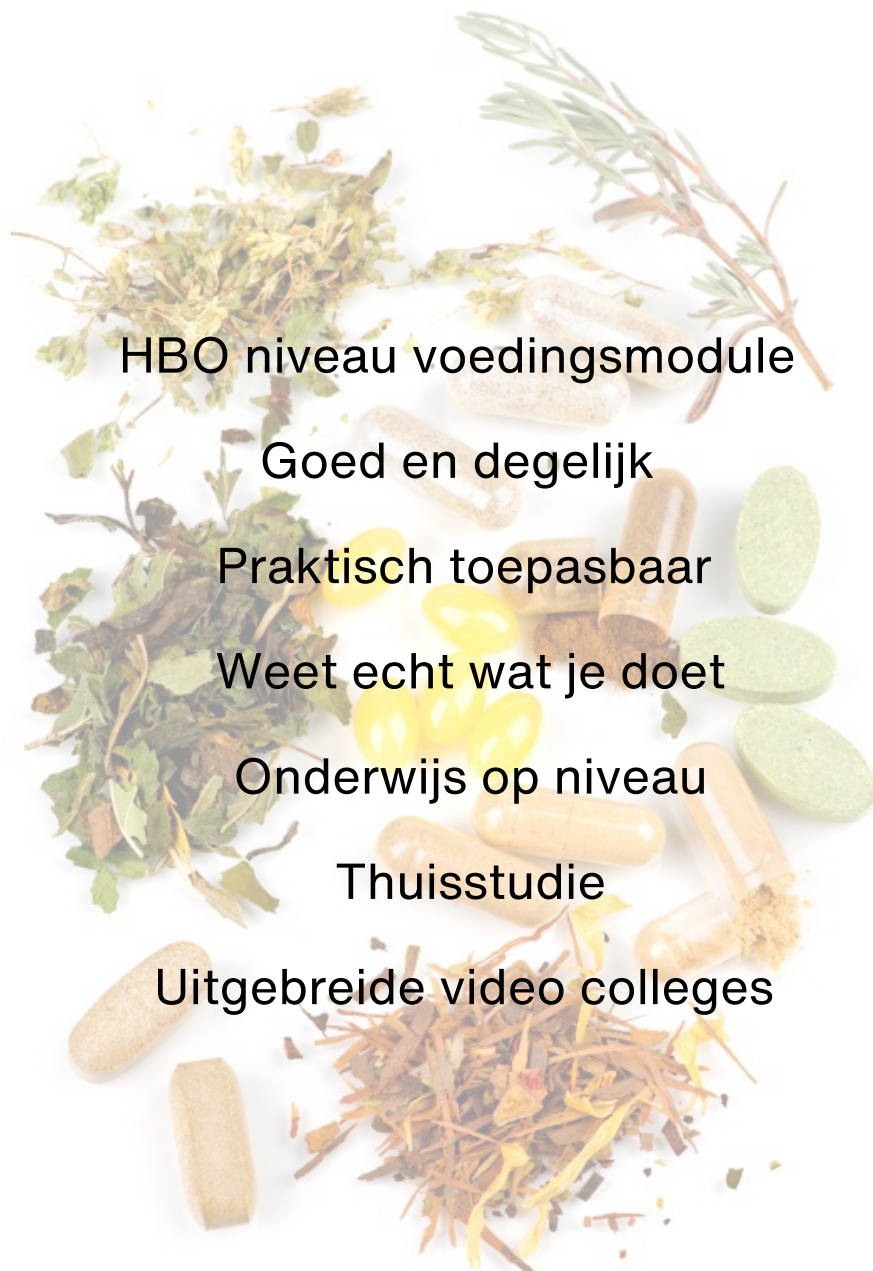 HBO niveau voedingsmodule
Goed en degelijk
Praktisch toepasbaar
Weet echt wat je doet
Onderwijs op niveau
Thuisstudie
Uitgebreide video colleges